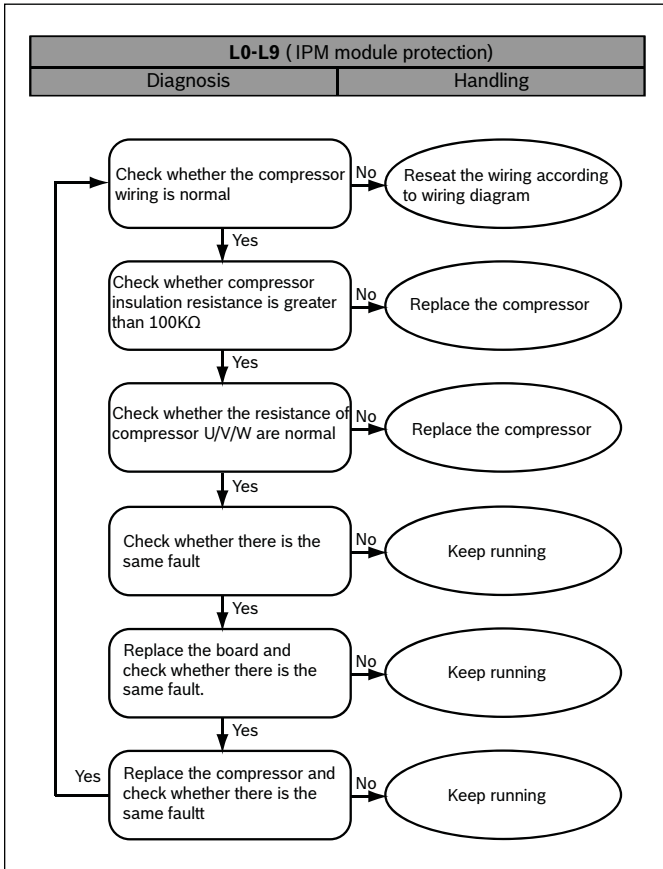 L0-L9 ( IPM module protection)
Diagnosis
Handling
Check whether the compressor
wiring is normal
No
Reseat the wiring according
to wiring diagram
Yes
Check whether compressor
insulation resistance is greater
than 100KΩ
No
Replace the compressor
Yes
Check whether the resistance of
compressor U/V/W are normal
No
Replace the compressor
Yes
Check whether there is the
same fault
No
Keep running
Yes
Replace the board and
check whether there is the
same fault.
No
Keep running
Yes
Yes
Replace the compressor and
check whether there is the
same faultt
No
Keep running